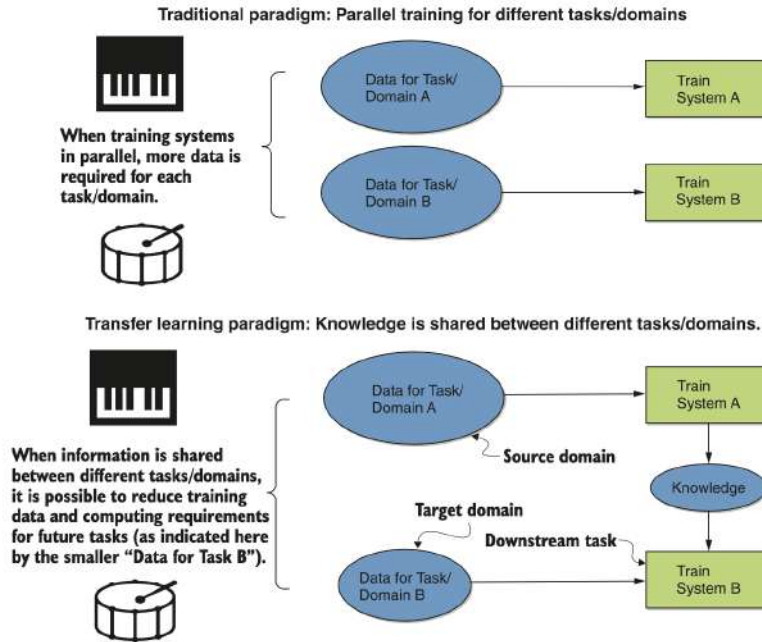 Traditional paradigm: Parallel training for different tasks/domains
When training systems
in parallel, more data is
required for each
task/domain.
Data for Task/
Domain A
Train
System A
Data for Task/
Domain B
Train
System B
Transfer learning paradigm: Knowledge is shared between different tasks/domains.
When information is shared
between different tasks/domains,
it is possible to reduce training
data and computing requirements
for future tasks (as indicated here
by the smaller “Data for Task B”).
Data for Task/
Domain A
Train
System A
Source domain
Knowledge
Target domain
Downstream task
Data for Task/
Domain B
Train
System B